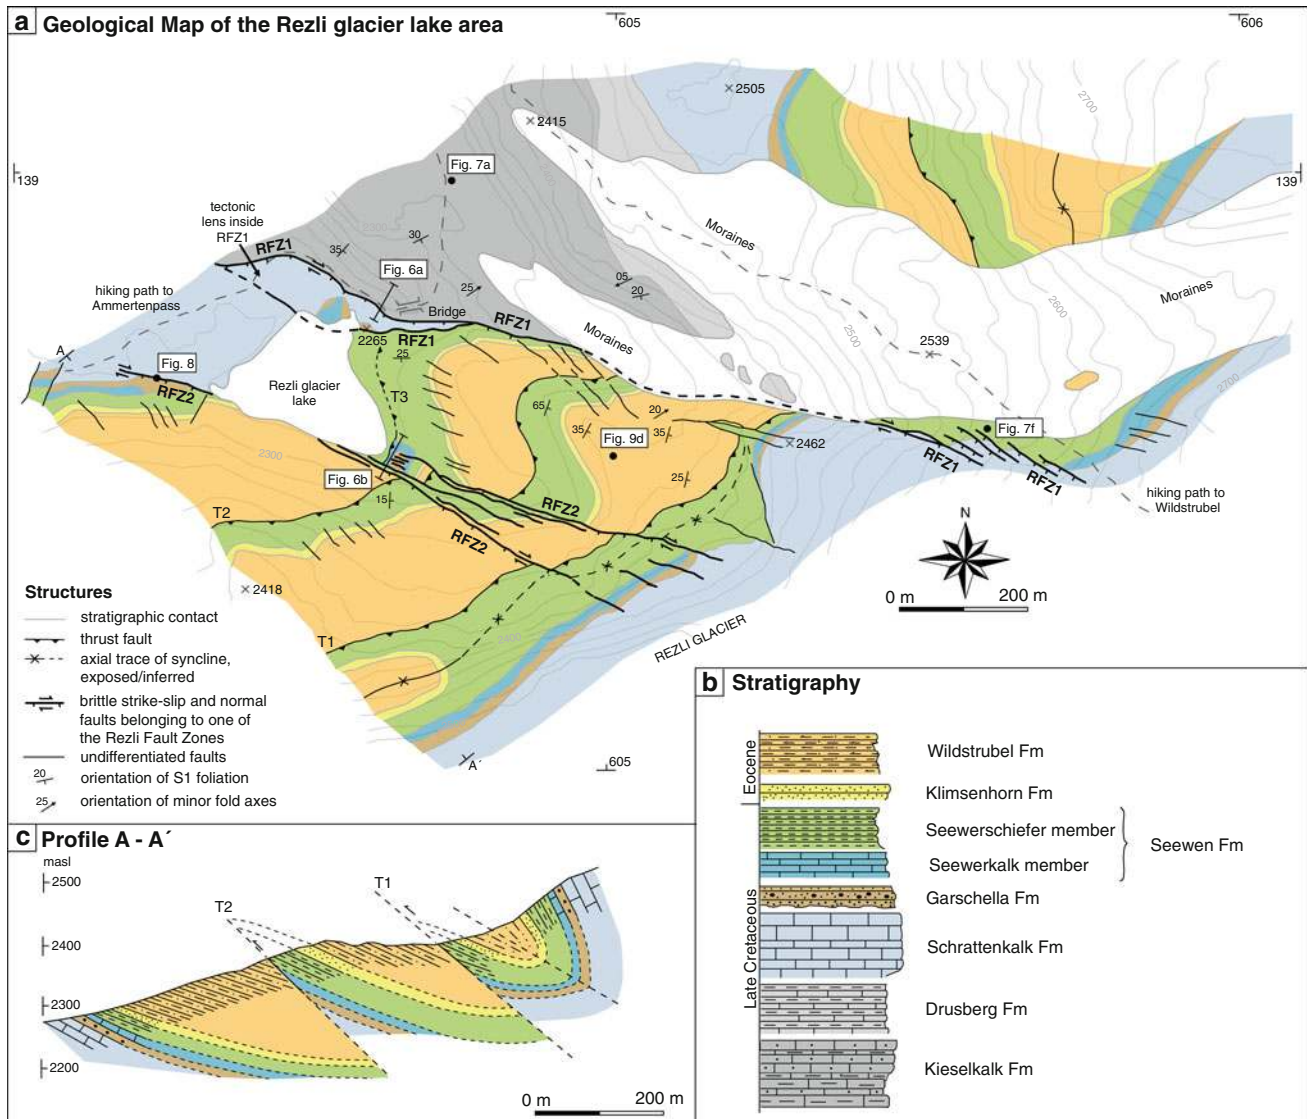 a Geological Map of the Rezli glacier lake area
605
606
139
139
2505
2415
2700
Fig. 7a
tectonic
lens inside
RFZ1
RFZ1
35
30
2300
Fig. 6a
hiking path to
Ammertenpass
25
Bridge
RFZ1
Moraines
05
20
Moraines
Moraines
2600
2500
2539
2265
RFZ1
25
A
Fig. 8
RFZ2
Rezli glacier
lake
T3
65
35
20
35
Fig. 9d
2462
Fig. 7f
2700
RFZ1
RFZ1
2300
Fig. 6b
15
25
RFZ2
RFZ2
hiking path to
Wildstrubel
T2
N
0 m 200 m
2418
T1
2400
REZLI GLACIER
A´
605
Structures
stratigraphic contact
thrust fault
axial trace of syncline,
exposed/inferred
brittle strike-slip and normal
faults belonging to one of
the Rezli Fault Zones
undifferentiated faults
20 orientation of S1 foliation
25 orientation of minor fold axes
b Stratigraphy
Eocene
Late Cretaceous
Wildstrubel Fm
Klimsenhorn Fm
Seewerschiefer member
Seewen Fm
Seewerkalk member
Garschella Fm
Schrattenkalk Fm
Drusberg Fm
Kieselkalk Fm
c Profile A - A´
masl
2500
2400
2300
2200
T2
T1
0 m 200 m